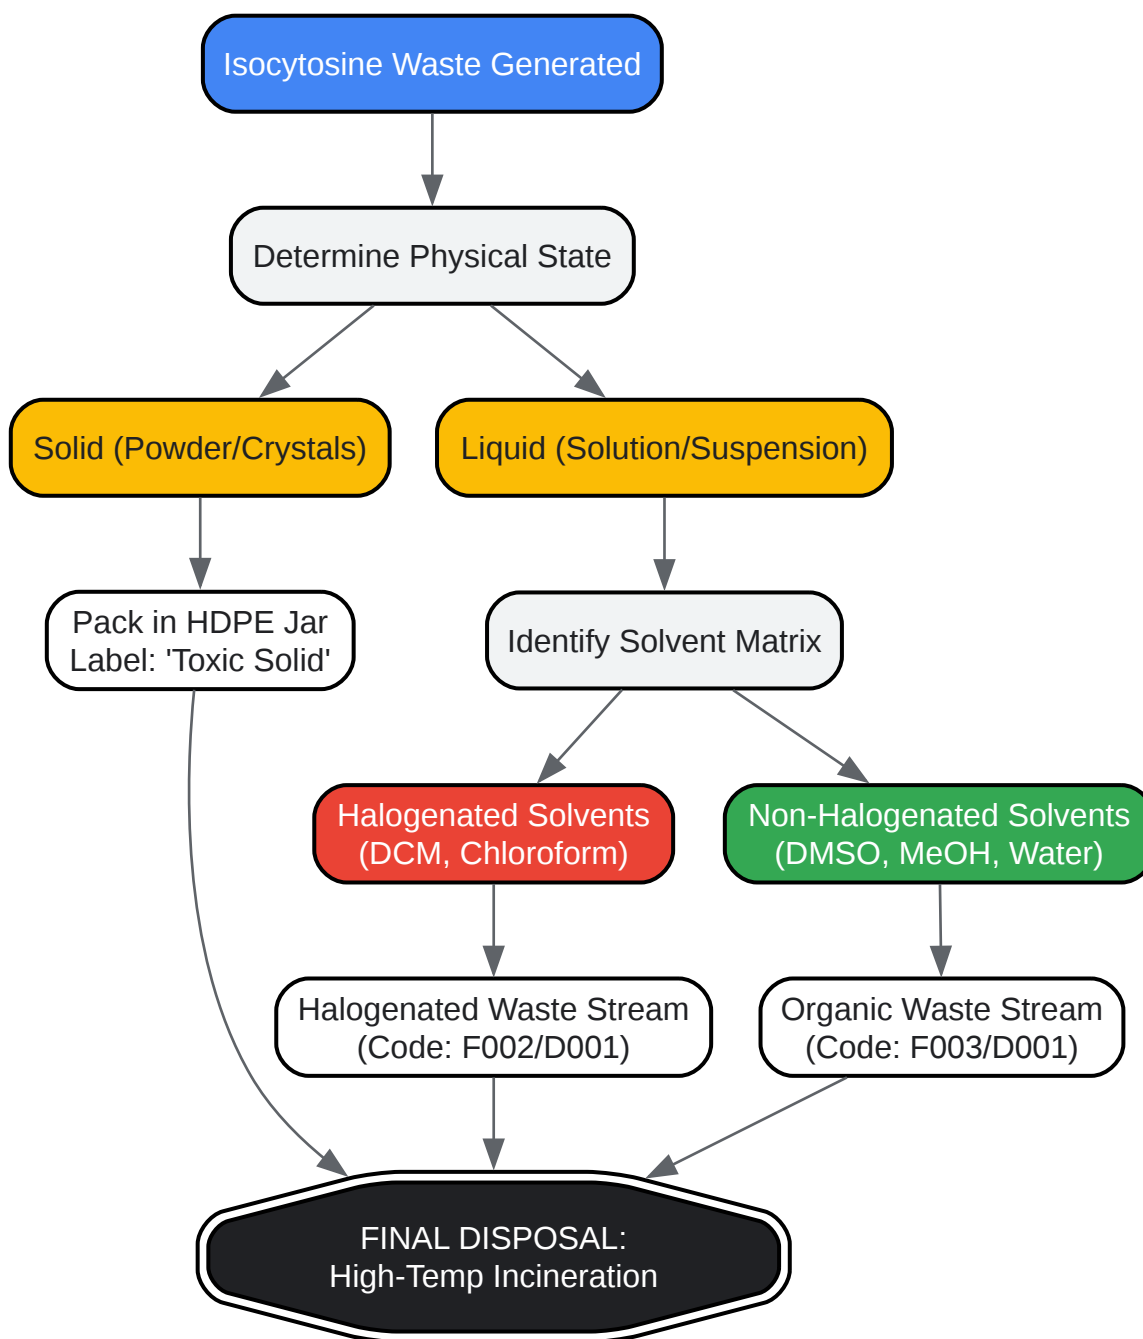 Isocytosine Waste Generated
Determine Physical State
Solid (Powder/Crystals)
Liquid (Solution/Suspension)
Pack in HDPE Jar
Label: 'Toxic Solid'
Identify Solvent Matrix
Halogenated Solvents
(DCM, Chloroform)
Non-Halogenated Solvents
(DMSO, MeOH, Water)
Halogenated Waste Stream
(Code: F002/D001)
Organic Waste Stream
(Code: F003/D001)
FINAL DISPOSAL:
High-Temp Incineration